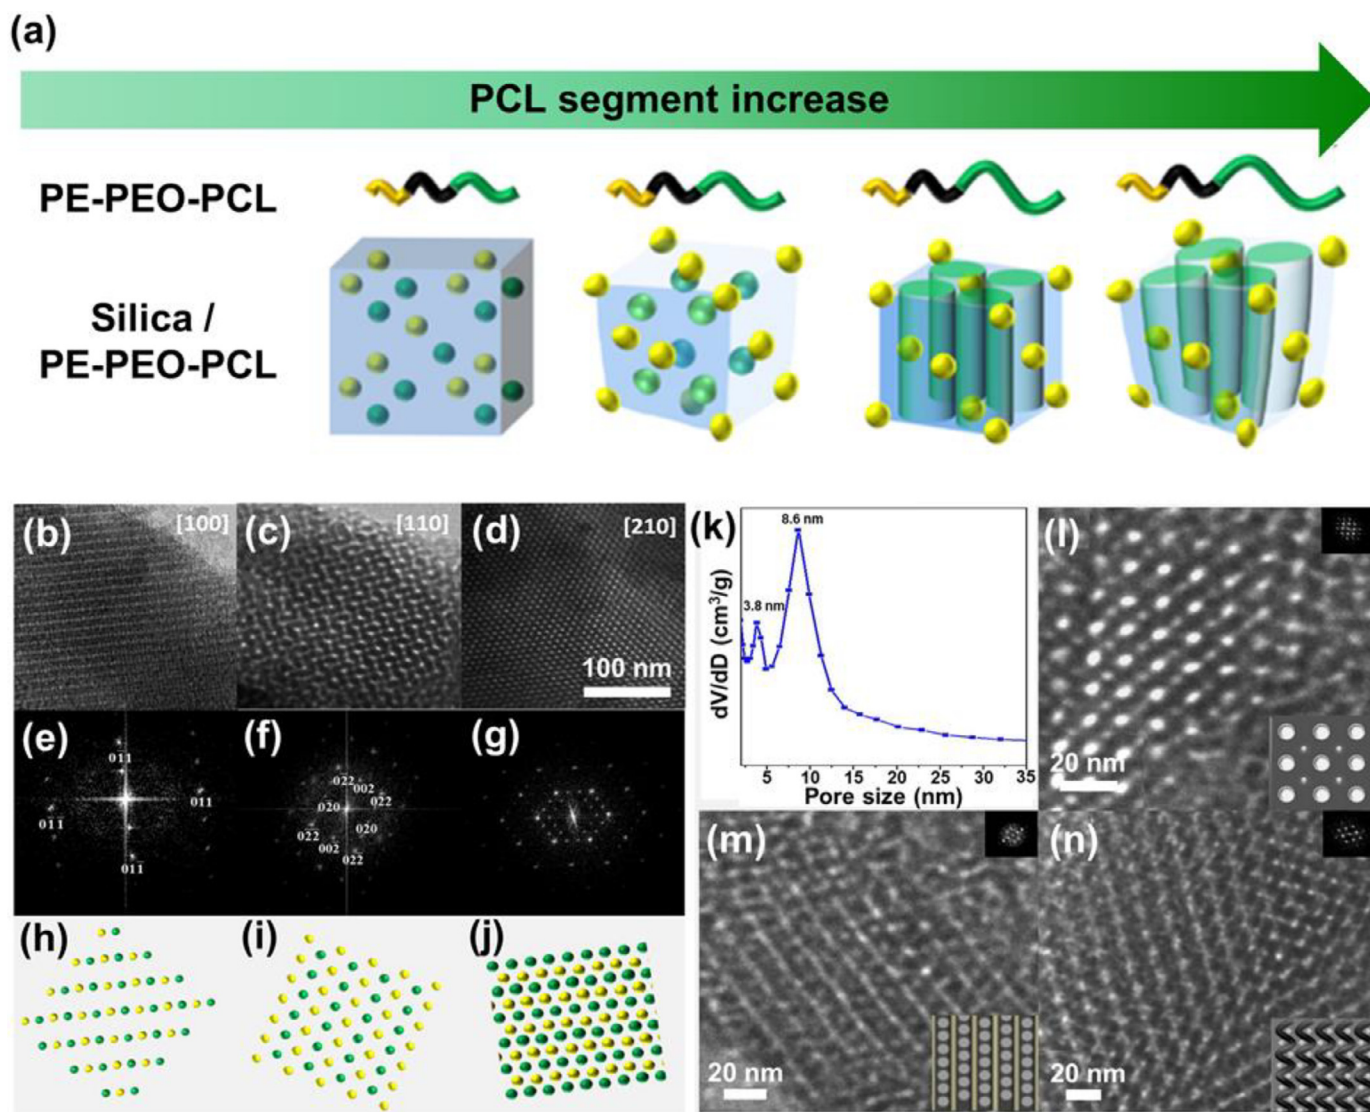 (a)
PCL segment increase
PE-PEO-PCL
Silica /
PE-PEO-PCL
(b)
[100]
(c)
[110]
(d)
[210]
100 nm
(e)
011
011
011
011
(f)
022
002
022
020
020
022
002
022
(g)
(h)
(i)
(j)
(k)
8.6 nm
3.8 nm
dV/dD (cm³/g)
5 10 15 20 25 30 35
Pore size (nm)
(l)
20 nm
(m)
20 nm
(n)
20 nm